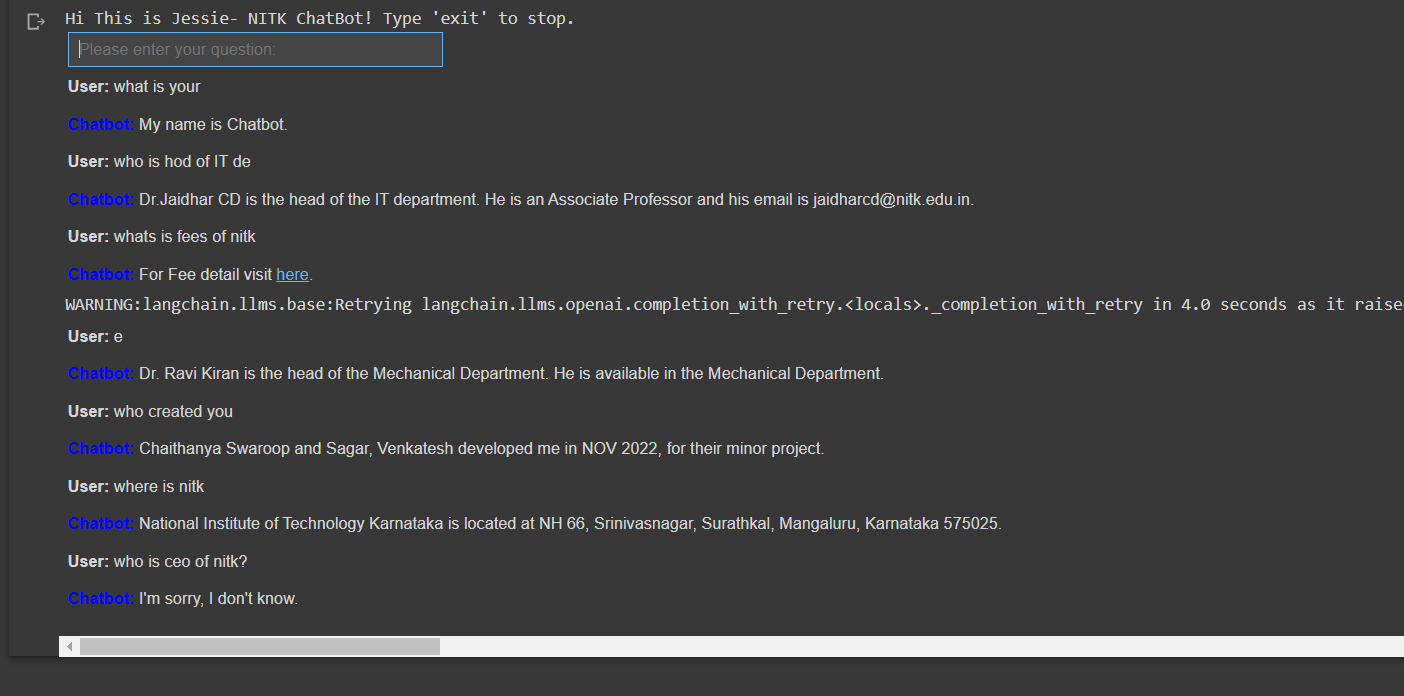 Hi This is Jessie- NITK ChatBot! Type 'exit' to stop.
Please enter your question:
User: what is your
Chatbot: My name is Chatbot.
User: who is hod of IT de
Chatbot: Dr.Jaidhar CD is the head of the IT department. He is an Associate Professor and his email is jaidharcd@nitk.edu.in.
User: whats is fees of nitk
Chatbot: For Fee detail visit here.
WARNING:langchain.llms.base:Retrying langchain.llms.openai.completion_with_retry.<locals>._completion_with_retry in 4.0 seconds as it raise
User: e
Chatbot: Dr. Ravi Kiran is the head of the Mechanical Department. He is available in the Mechanical Department.
User: who created you
Chatbot: Chaithanya Swaroop and Sagar, Venkatesh developed me in NOV 2022, for their minor project.
User: where is nitk
Chatbot: National Institute of Technology Karnataka is located at NH 66, Srinivasnagar, Surathkal, Mangaluru, Karnataka 575025.
User: who is ceo of nitk?
Chatbot: I'm sorry, I don't know.